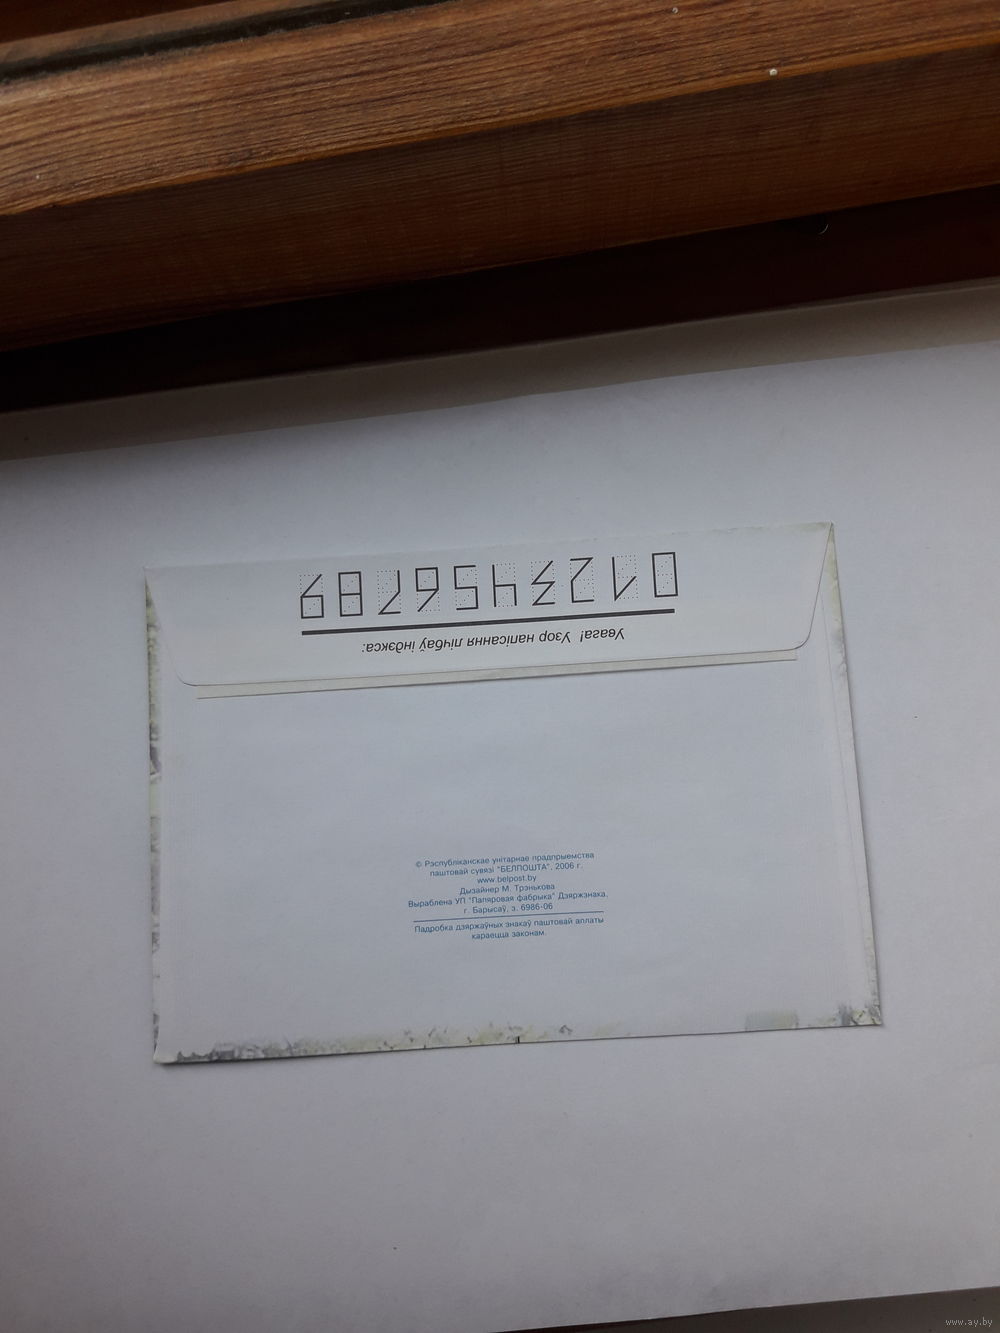 Увага! Узор напісання лічбаў індэкса:
0123456789
© Рэспубліканскае унітарнае прадпрыемства
паштовай сувязі "БЕЛПОШТА", 2006 г.
www.belpost.by
Дызайнер М. Трэнькова
Выраблена УП "Папяровая фабрыка" Дзяржзнака,
г. Барысаў, з. 6986-06
Падробка дзяржаўных знакаў паштовай аплаты
караецца законам.
www.ay.by